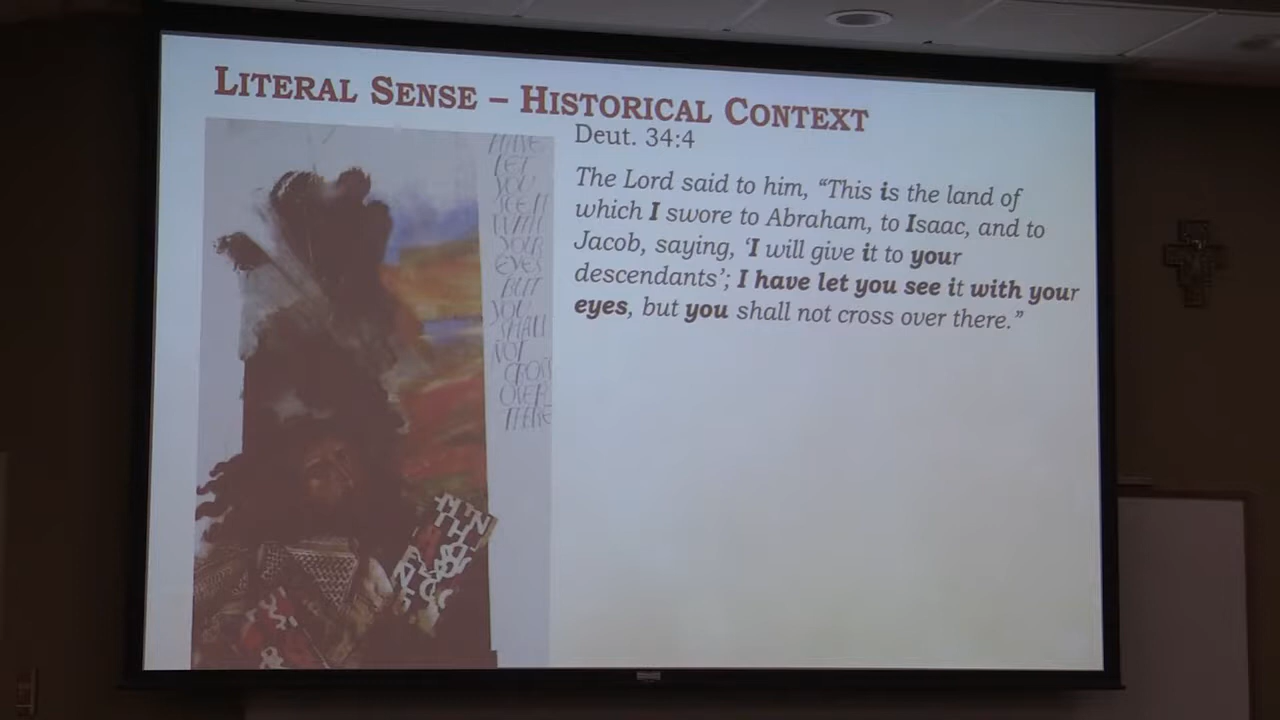 LITERAL SENSE – HISTORICAL CONTEXT
Deut. 34:4
The Lord said to him, “This is the land of
which I swore to Abraham, to Isaac, and to
Jacob, saying, ‘I will give it to your
descendants’; I have let you see it with your
eyes, but you shall not cross over there.”
HAVE
LET
YOU
SEE IT
WITH
YOUR
EYES
BUT
YOU
SHALL
NOT
CROSS
OVER
THERE